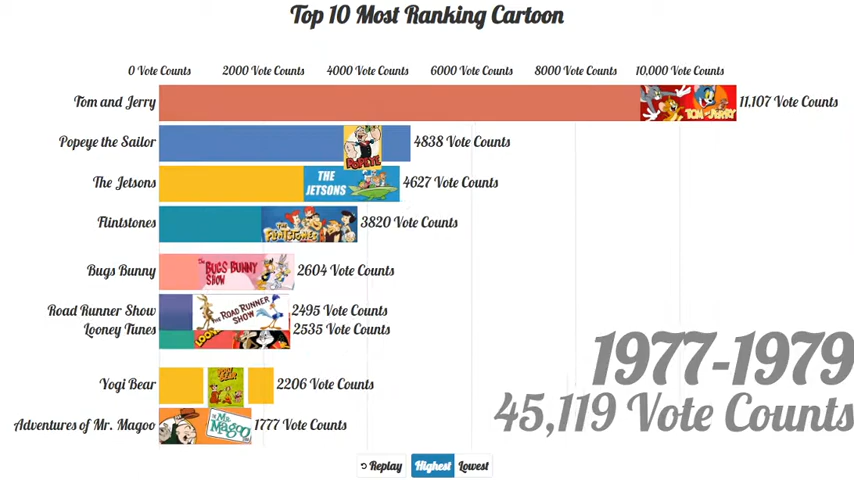 Top 10 Most Ranking Cartoon
0 Vote Counts 2000 Vote Counts 4000 Vote Counts 6000 Vote Counts 8000 Vote Counts 10,000 Vote Counts
Tom and Jerry TOM AND JERRY 11,107 Vote Counts
Popeye the Sailor POPEYE 4838 Vote Counts
The Jetsons THE JETSONS 4627 Vote Counts
Flintstones THE FLINTSTONES 3820 Vote Counts
Bugs Bunny The BUGS BUNNY SHOW 2604 Vote Counts
Road Runner Show THE ROAD RUNNER SHOW 2495 Vote Counts
Looney Tunes 2535 Vote Counts
Yogi Bear YOGI BEAR 2206 Vote Counts
Adventures of Mr. Magoo Mr. MAGOO 1777 Vote Counts
1977-1979
45,119 Vote Counts
Replay Highest Lowest